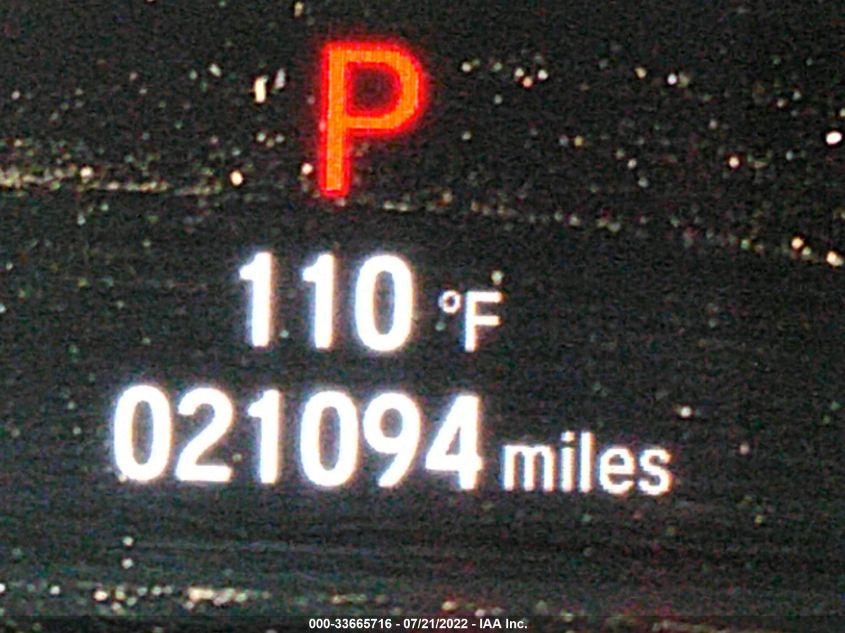 P
110 °F
021094 miles
000-33665716 - 07/21/2022 - IAA Inc.